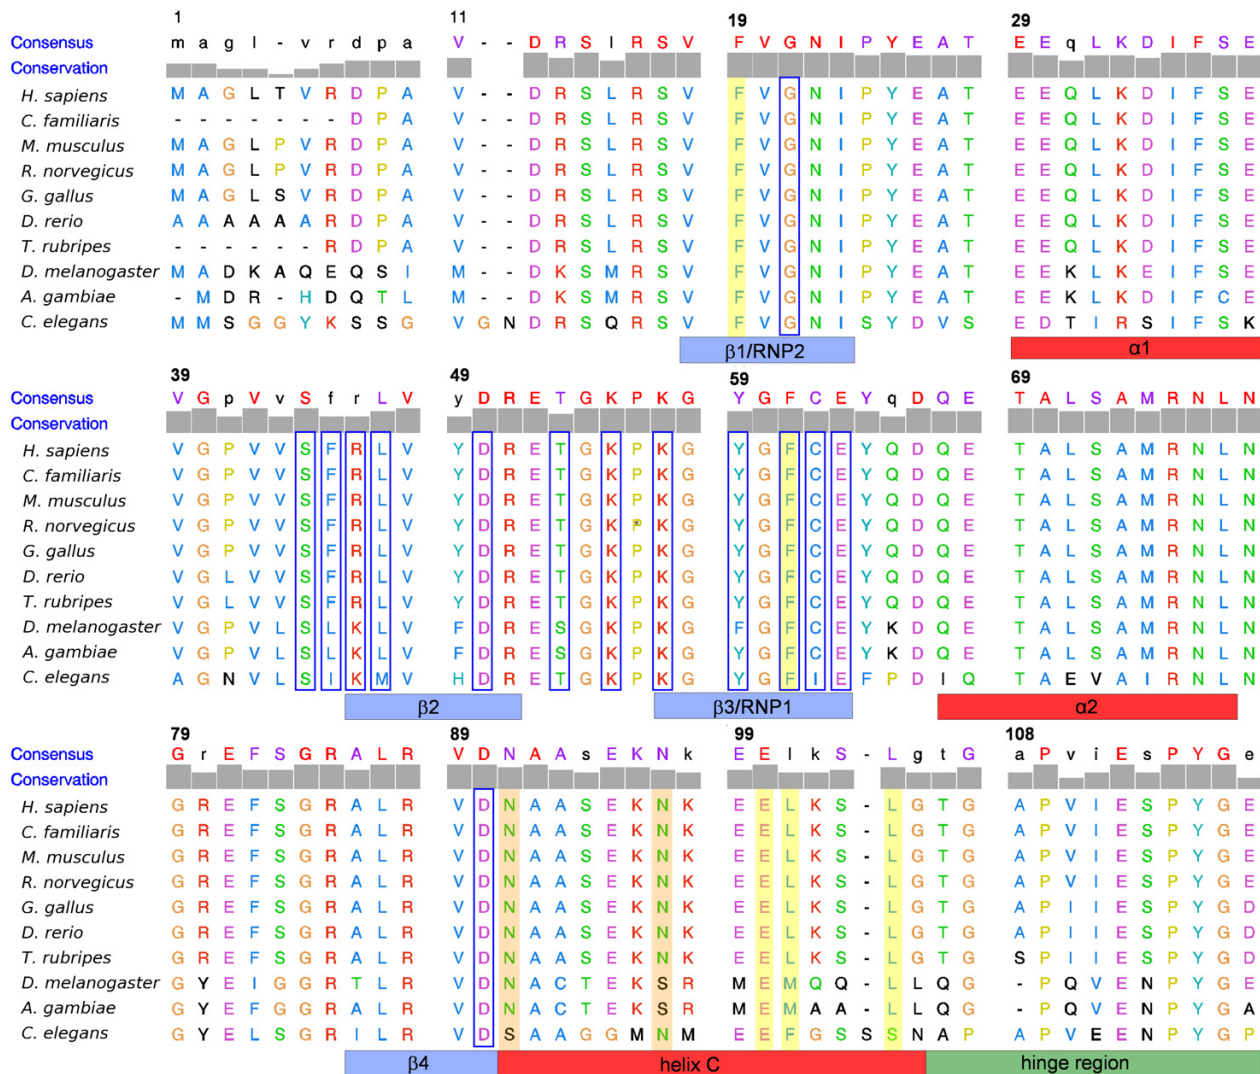 1 11 19 29
Consensus m a g l - v r d p a V - - D R S l R S V F V G N I P Y E A T E E q L K D I F S E
Conservation
H. sapiens M A G L T V R D P A V - - D R S L R S V F V G N I P Y E A T E E Q L K D I F S E
C. familiaris - - - - - - - D P A V - - D R S L R S V F V G N I P Y E A T E E Q L K D I F S E
M. musculus M A G L P V R D P A V - - D R S L R S V F V G N I P Y E A T E E Q L K D I F S E
R. norvegicus M A G L P V R D P A V - - D R S L R S V F V G N I P Y E A T E E Q L K D I F S E
G. gallus M A G L S V R D P A V - - D R S L R S V F V G N I P Y E A T E E Q L K D I F S E
D. rerio A A A A A A R D P A V - - D R S L R S V F V G N I P Y E A T E E Q L K D I F S E
T. rubripes - - - - - - R D P A V - - D R S L R S V F V G N I P Y E A T E E Q L K D I F S E
D. melanogaster M A D K A Q E Q S I M - - D K S M R S V F V G N I P Y E A T E E K L K E I F S E
A. gambiae - M D R - H D Q T L M - - D K S M R S V F V G N I P Y E A T E E K L K D I F C E
C. elegans M M S G G Y K S S G V G N D R S Q R S V F V G N I S Y D V S E D T I R S I F S K
β1/RNP2 α1
39 49 59 69
Consensus V G p V v S f r L V y D R E T G K P K G Y G F C E Y q D Q E T A L S A M R N L N
Conservation
H. sapiens V G P V V S F R L V Y D R E T G K P K G Y G F C E Y Q D Q E T A L S A M R N L N
C. familiaris V G P V V S F R L V Y D R E T G K P K G Y G F C E Y Q D Q E T A L S A M R N L N
M. musculus V G P V V S F R L V Y D R E T G K P K G Y G F C E Y Q D Q E T A L S A M R N L N
R. norvegicus V G P V V S F R L V Y D R E T G K P K G Y G F C E Y Q D Q E T A L S A M R N L N
G. gallus V G P V V S F R L V Y D R E T G K P K G Y G F C E Y Q D Q E T A L S A M R N L N
D. rerio V G L V V S F R L V Y D R E T G K P K G Y G F C E Y Q D Q E T A L S A M R N L N
T. rubripes V G L V V S F R L V Y D R E T G K P K G Y G F C E Y Q D Q E T A L S A M R N L N
D. melanogaster V G P V L S L K L V F D R E S G K P K G F G F C E Y K D Q E T A L S A M R N L N
A. gambiae V G P V L S L K L V F D R E S G K P K G Y G F C E Y K D Q E T A L S A M R N L N
C. elegans A G N V L S I K M V H D R E T G K P K G Y G F I E F P D I Q T A E V A I R N L N
β2 β3/RNP1 α2
79 89 99 108
Consensus G r E F S G R A L R V D N A A s E K N k E E l k S - L g t G a P v i E s P Y G e
Conservation
H. sapiens G R E F S G R A L R V D N A A S E K N K E E L K S - L G T G A P V I E S P Y G E
C. familiaris G R E F S G R A L R V D N A A S E K N K E E L K S - L G T G A P V I E S P Y G E
M. musculus G R E F S G R A L R V D N A A S E K N K E E L K S - L G T G A P V I E S P Y G E
R. norvegicus G R E F S G R A L R V D N A A S E K N K E E L K S - L G T G A P V I E S P Y G E
G. gallus G R E F S G R A L R V D N A A S E K N K E E L K S - L G T G A P I I E S P Y G D
D. rerio G R E F S G R A L R V D N A A S E K N K E E L K S - L G T G A P I I E S P Y G D
T. rubripes G R E F S G R A L R V D N A A S E K N K E E L K S - L G T G S P I I E S P Y G D
D. melanogaster G Y E I G G R T L R V D N A C T E K S R M E M Q Q - L L Q G - P Q V E N P Y G E
A. gambiae G Y E F G G R A L R V D N A C T E K S R M E M A A - L L Q G - P Q V E N P Y G A
C. elegans G Y E L S G R I L R V D S A A G G M N M E E F G S S S N A P A P V E E N P Y G P
β4 helix C hinge region